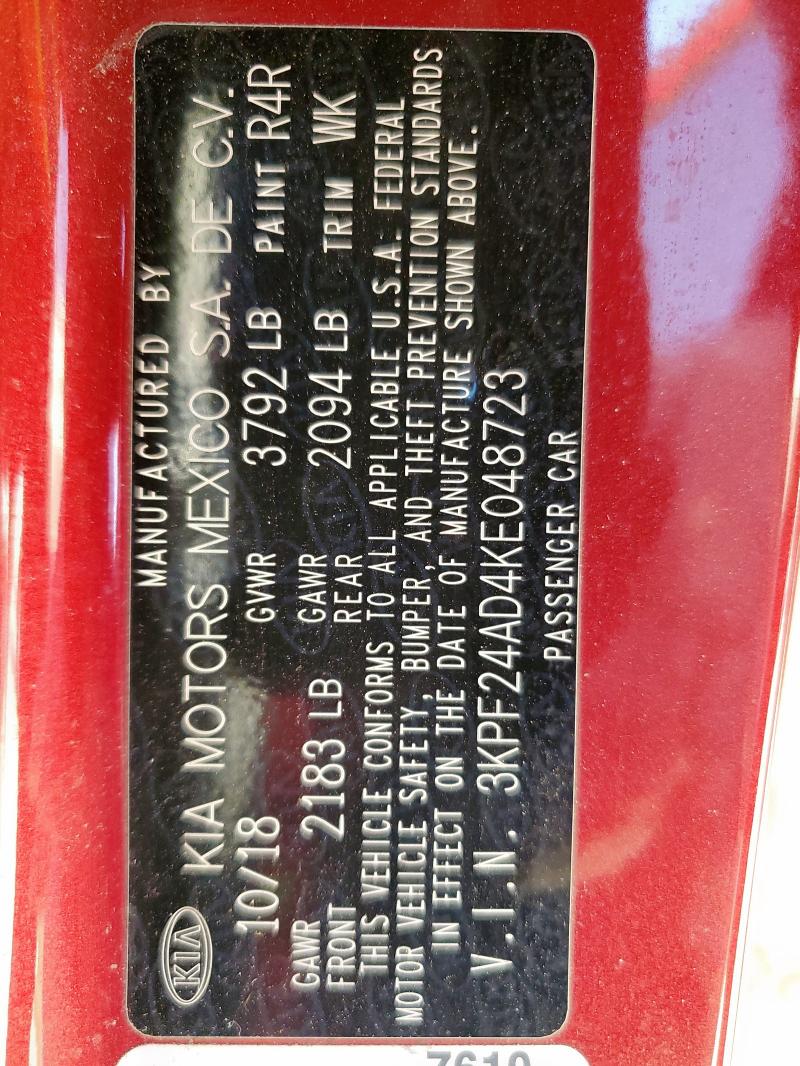 MANUFACTURED BY
KIA KIA MOTORS MEXICO S.A. DE C.V.
10/18 GVWR 3792 LB PAINT R4R
GAWR FRONT 2183 LB GAWR REAR 2094 LB TRIM WK
THIS VEHICLE CONFORMS TO ALL APPLICABLE U.S.A. FEDERAL
MOTOR VEHICLE SAFETY, BUMPER, AND THEFT PREVENTION STANDARDS
IN EFFECT ON THE DATE OF MANUFACTURE SHOWN ABOVE.
V.I.N. 3KPF24AD4KE048723
PASSENGER CAR